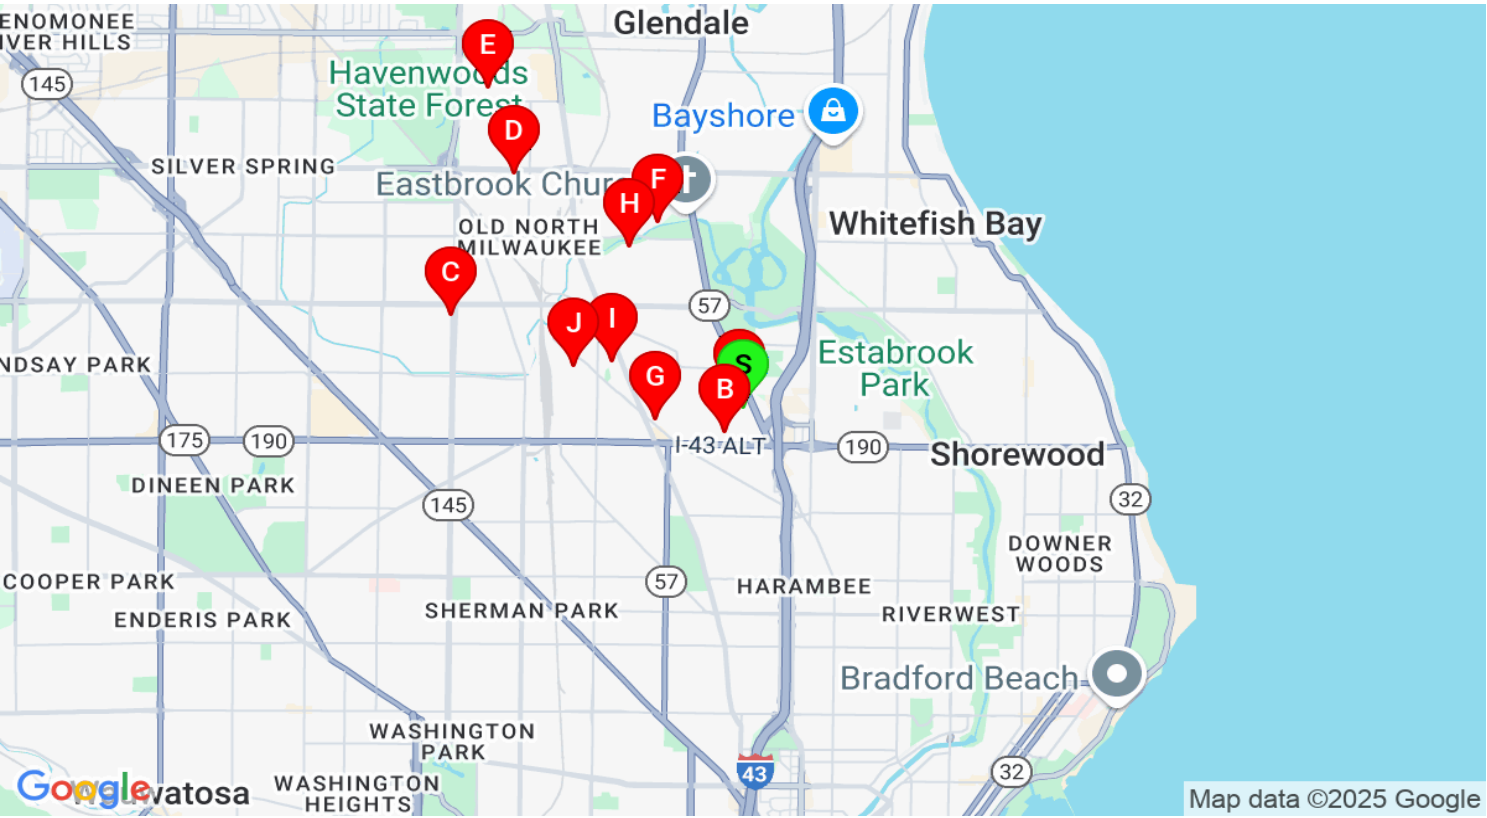 ENOMONEE
IVER HILLS
Glendale
E
145
Havenwoods
State Forest
Bayshore
D
SILVER SPRING
Eastbrook Chur
F
H
OLD NORTH
MILWAUKEE
Whitefish Bay
C
57
J
I
NDSAY PARK
S
Estabrook
Park
G
B
175
190
I-43 ALT
190
Shorewood
DINEEN PARK
145
32
DOWNER
WOODS
COOPER PARK
57
HARAMBEE
ENDERIS PARK
SHERMAN PARK
RIVERWEST
Bradford Beach
WASHINGTON
PARK
43
32
Google
watosa
WASHINGTON
HEIGHTS
Map data ©2025 Google